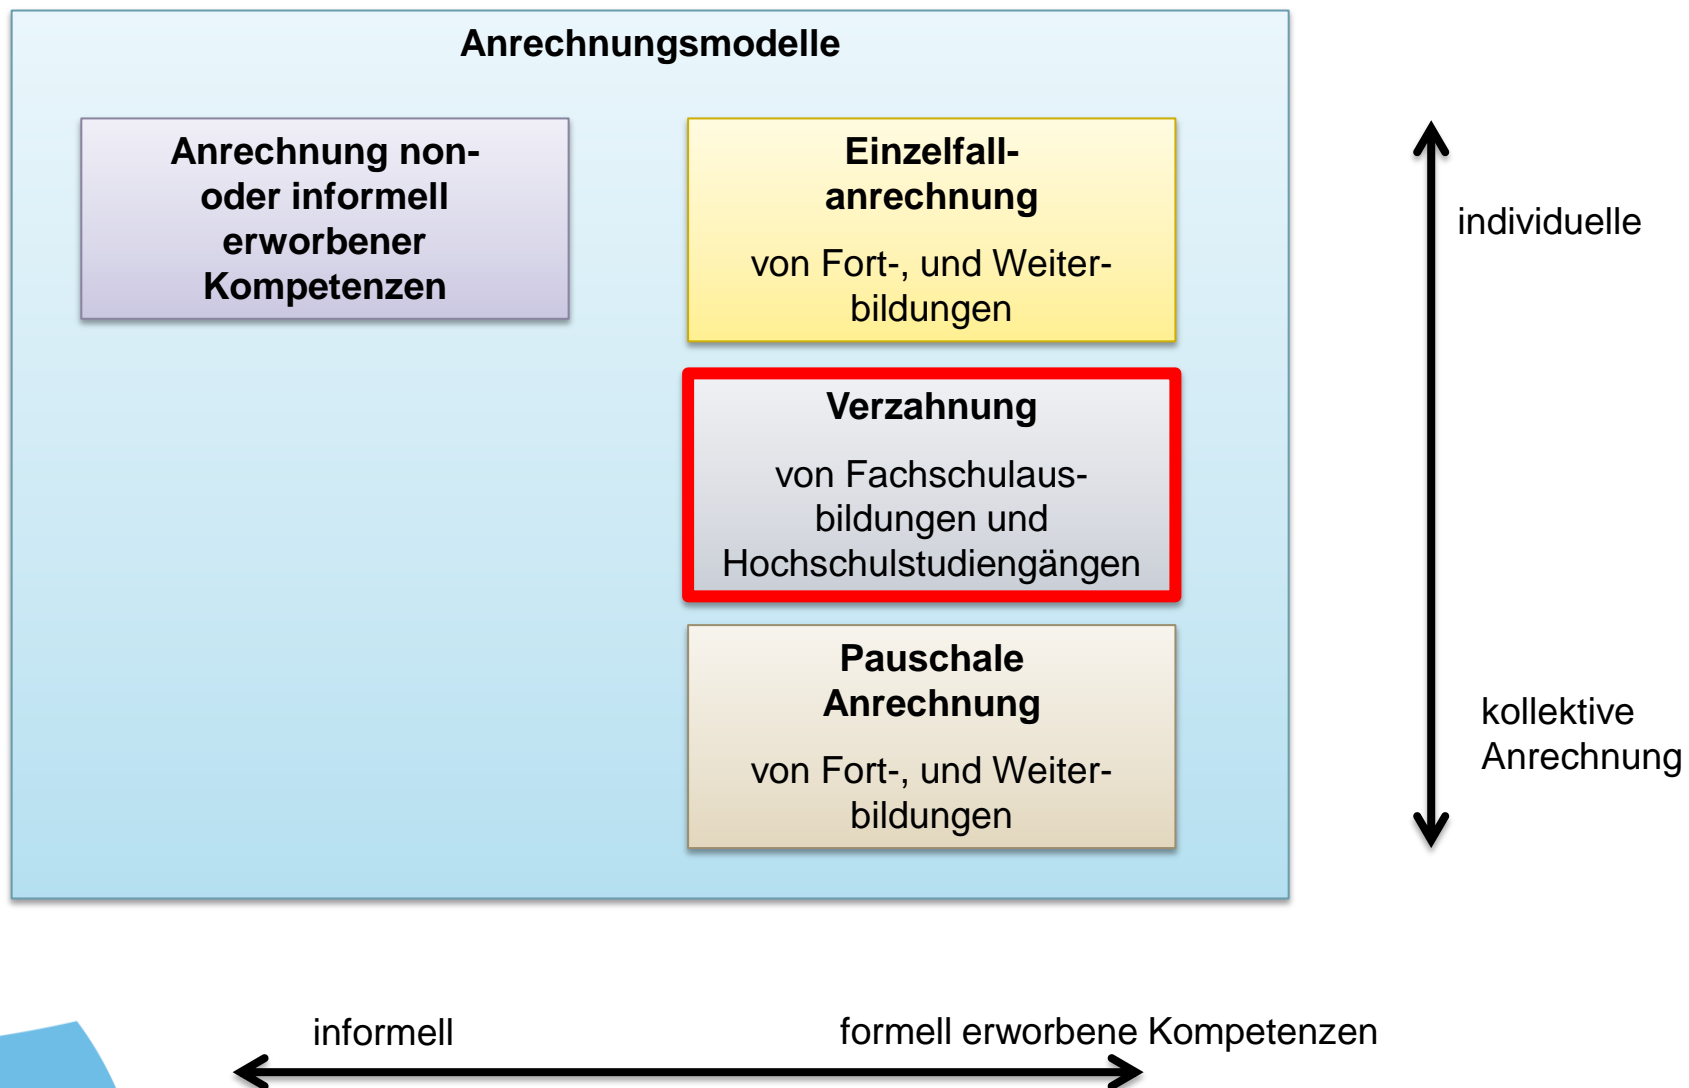 Anrechnungsmodelle
Anrechnung non-
oder informell
erworbener
Kompetenzen
Einzelfall-
anrechnung
von Fort-, und Weiter-
bildungen
individuelle
Verzahnung
von Fachschulaus-
bildungen und
Hochschulstudiengängen
Pauschale
Anrechnung
von Fort-, und Weiter-
bildungen
kollektive
Anrechnung
informell
formell erworbene Kompetenzen